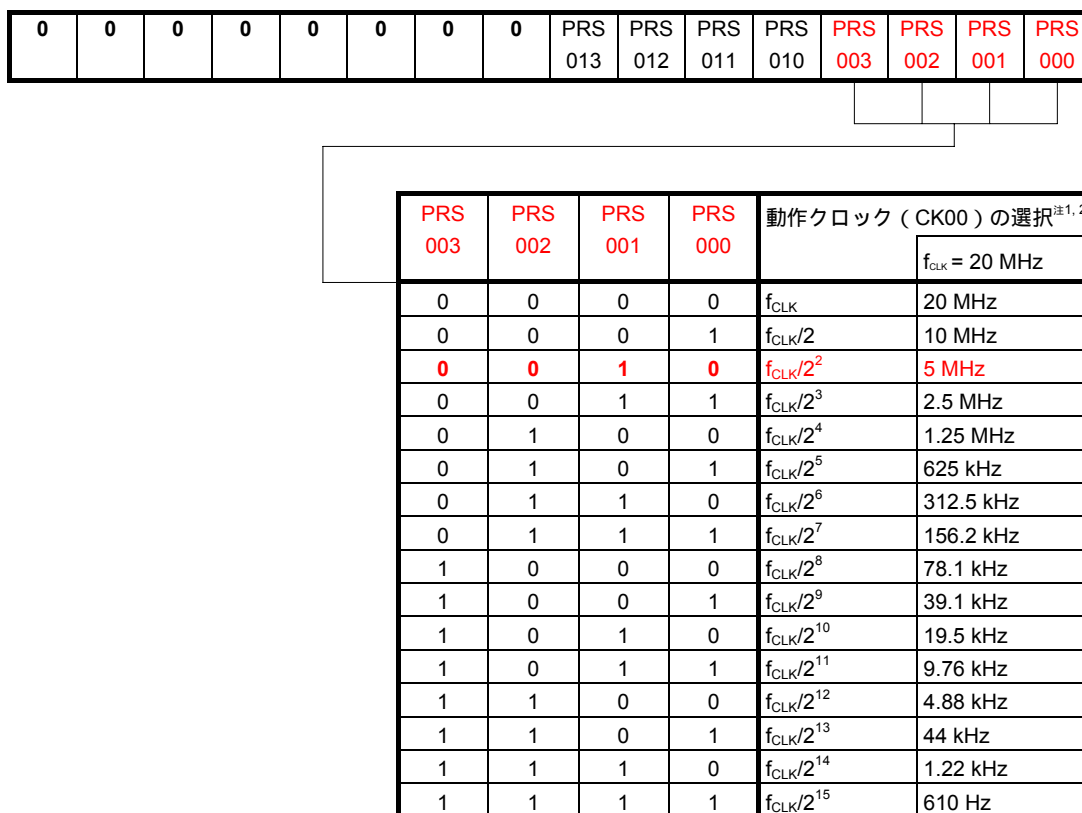 0 0 0 0 0 0 0 0 PRS PRS PRS PRS PRS PRS PRS PRS
013 012 011 010 003 002 001 000
PRS PRS PRS PRS 動作クロック（CK00）の選択注1, 2
003 002 001 000 fCLK = 20 MHz
0 0 0 0 fCLK 20 MHz
0 0 0 1 fCLK/2 10 MHz
0 0 1 0 fCLK/2² 5 MHz
0 0 1 1 fCLK/2³ 2.5 MHz
0 1 0 0 fCLK/2⁴ 1.25 MHz
0 1 0 1 fCLK/2⁵ 625 kHz
0 1 1 0 fCLK/2⁶ 312.5 kHz
0 1 1 1 fCLK/2⁷ 156.2 kHz
1 0 0 0 fCLK/2⁸ 78.1 kHz
1 0 0 1 fCLK/2⁹ 39.1 kHz
1 0 1 0 fCLK/2¹⁰ 19.5 kHz
1 0 1 1 fCLK/2¹¹ 9.76 kHz
1 1 0 0 fCLK/2¹² 4.88 kHz
1 1 0 1 fCLK/2¹³ 44 kHz
1 1 1 0 fCLK/2¹⁴ 1.22 kHz
1 1 1 1 fCLK/2¹⁵ 610 Hz